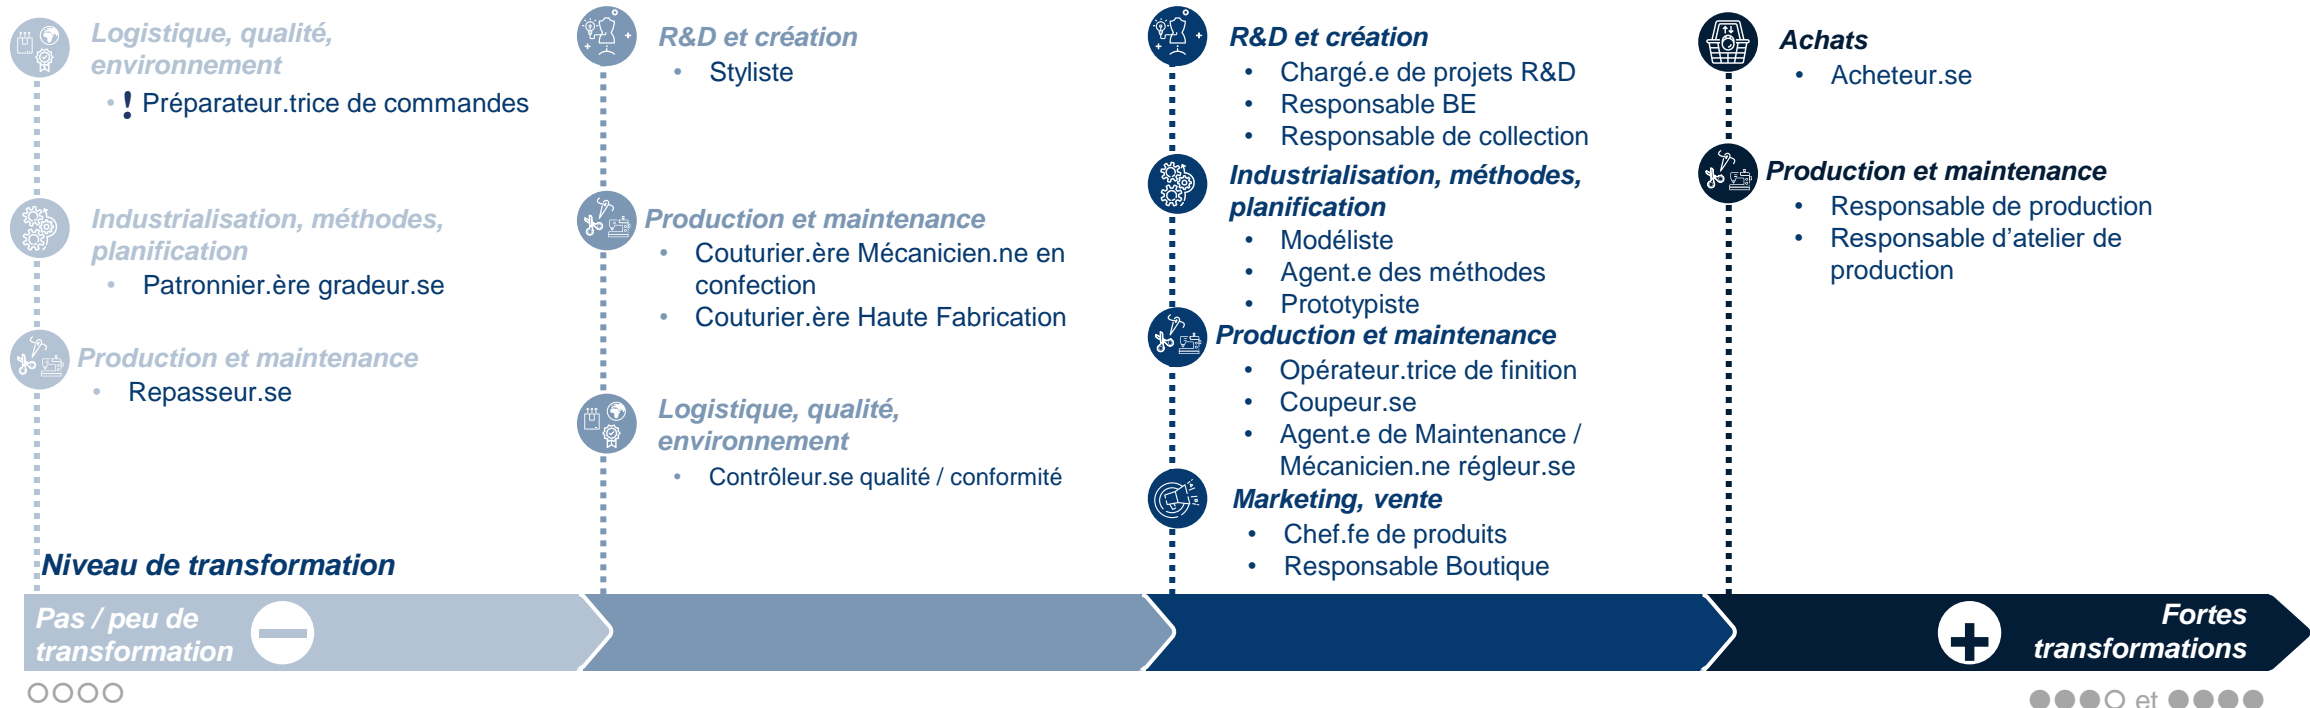 Logistique, qualité,
environnement
• ! Préparateur.trice de commandes
Industrialisation, méthodes,
planification
• Patronnier.ère gradeur.se
Production et maintenance
• Repasseur.se
R&D et création
• Styliste
Production et maintenance
• Couturier.ère Mécanicien.ne en
confection
• Couturier.ère Haute Fabrication
Logistique, qualité,
environnement
• Contrôleur.se qualité / conformité
R&D et création
• Chargé.e de projets R&D
• Responsable BE
• Responsable de collection
Industrialisation, méthodes,
planification
• Modéliste
• Agent.e des méthodes
• Prototypiste
Production et maintenance
• Opérateur.trice de finition
• Coupeur.se
• Agent.e de Maintenance /
Mécanicien.ne régleur.se
Marketing, vente
• Chef.fe de produits
• Responsable Boutique
Achats
• Acheteur.se
Production et maintenance
• Responsable de production
• Responsable d'atelier de
production
Niveau de transformation
Pas / peu de
transformation
Fortes
transformations
et